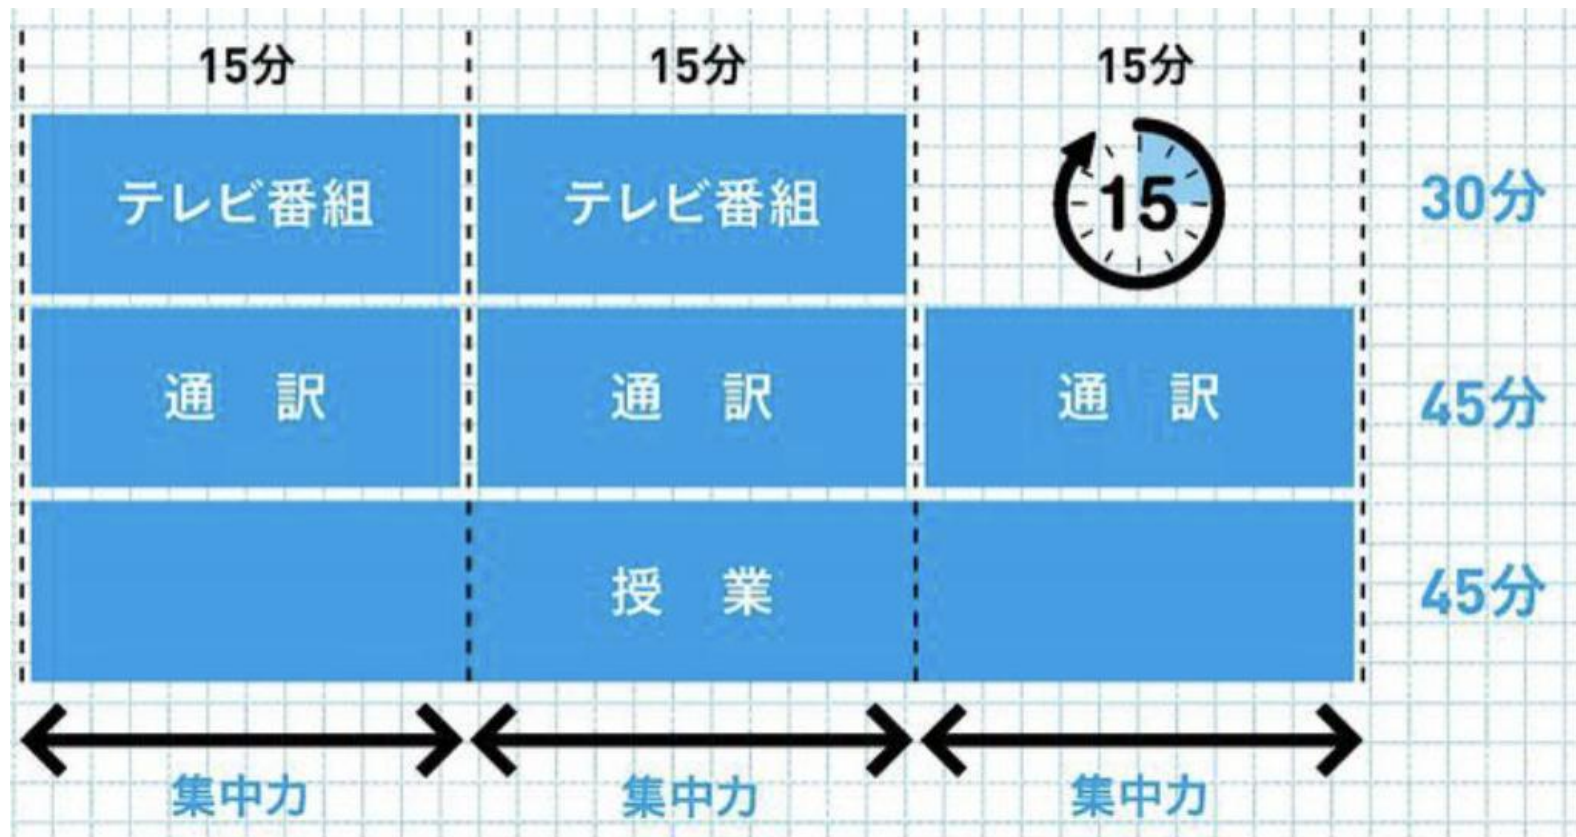 15分 15分 15分
テレビ番組 テレビ番組 15 30分
通 訳 通 訳 通 訳 45分
授 業 45分
集中力 集中力 集中力